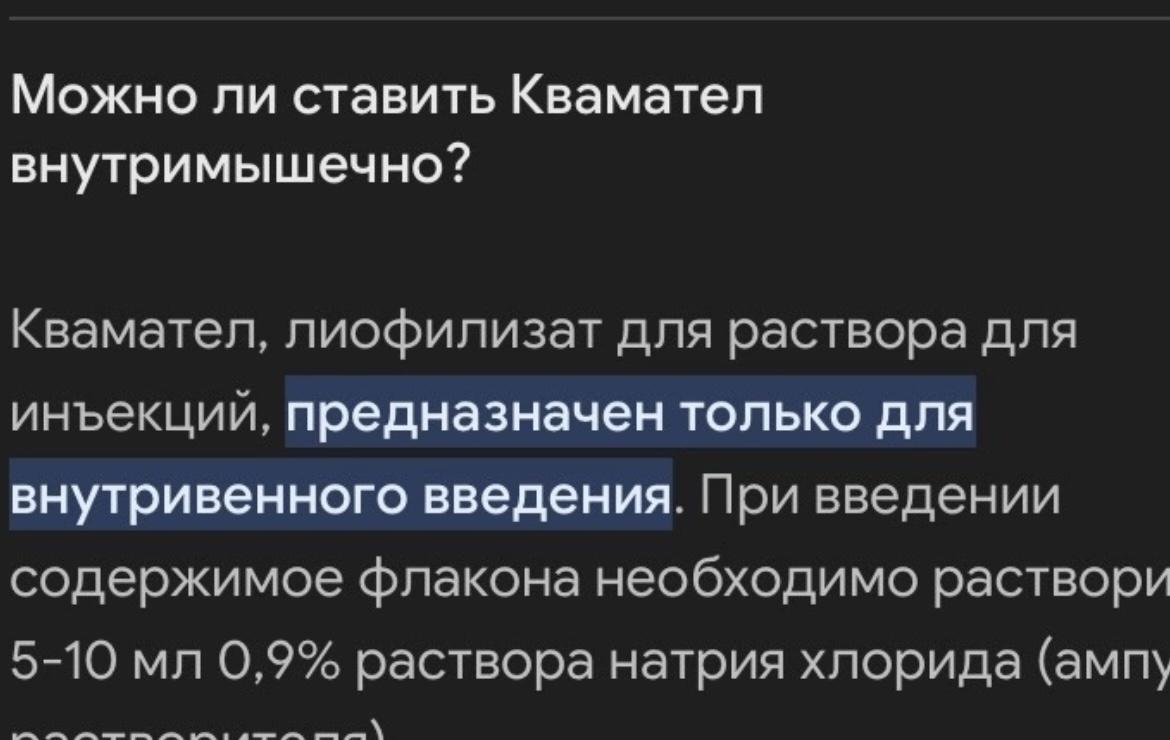 Можно ли ставить Квамател
внутримышечно?
Квамател, лиофилизат для раствора для
инъекций, предназначен только для
внутривенного введения. При введении
содержимое флакона необходимо раствори
5-10 мл 0,9% раствора натрия хлорида (ампу
растворителя)